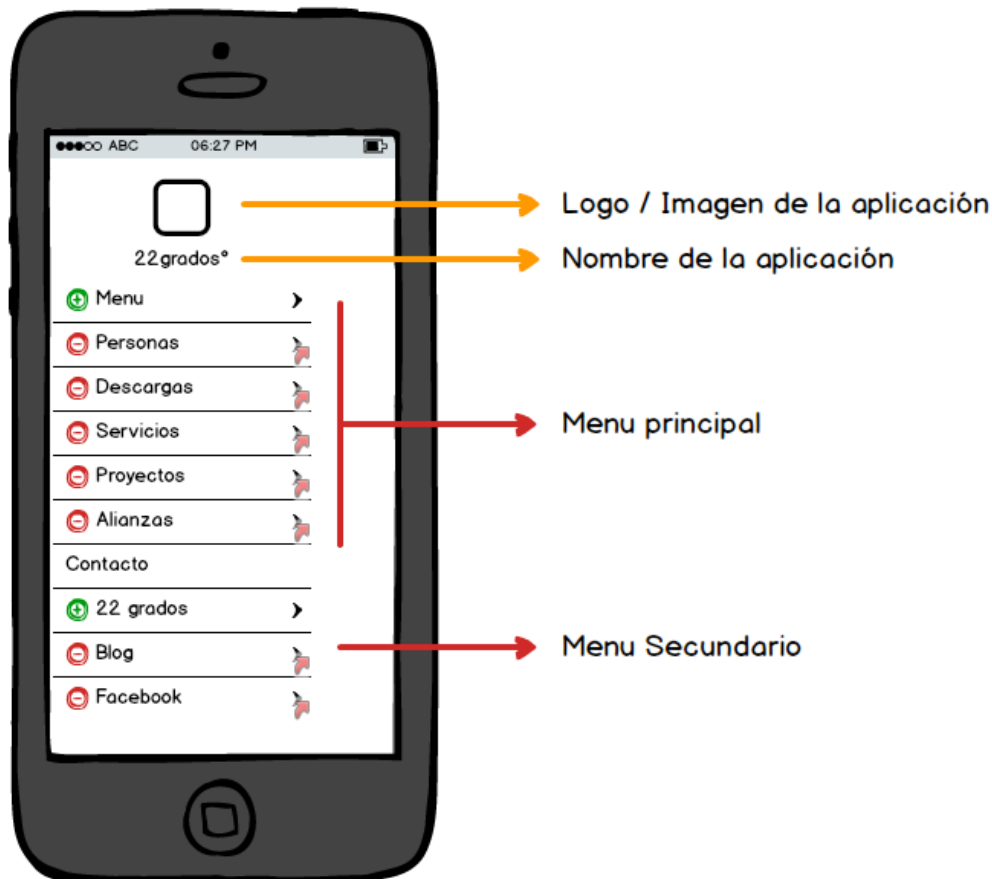 ABC 06:27 PM
Logo / Imagen de la aplicación
22grados°
Nombre de la aplicación
Menu
Personas
Descargas
Servicios
Menu principal
Proyectos
Alianzas
Contacto
22 grados
Blog
Menu Secundario
Facebook